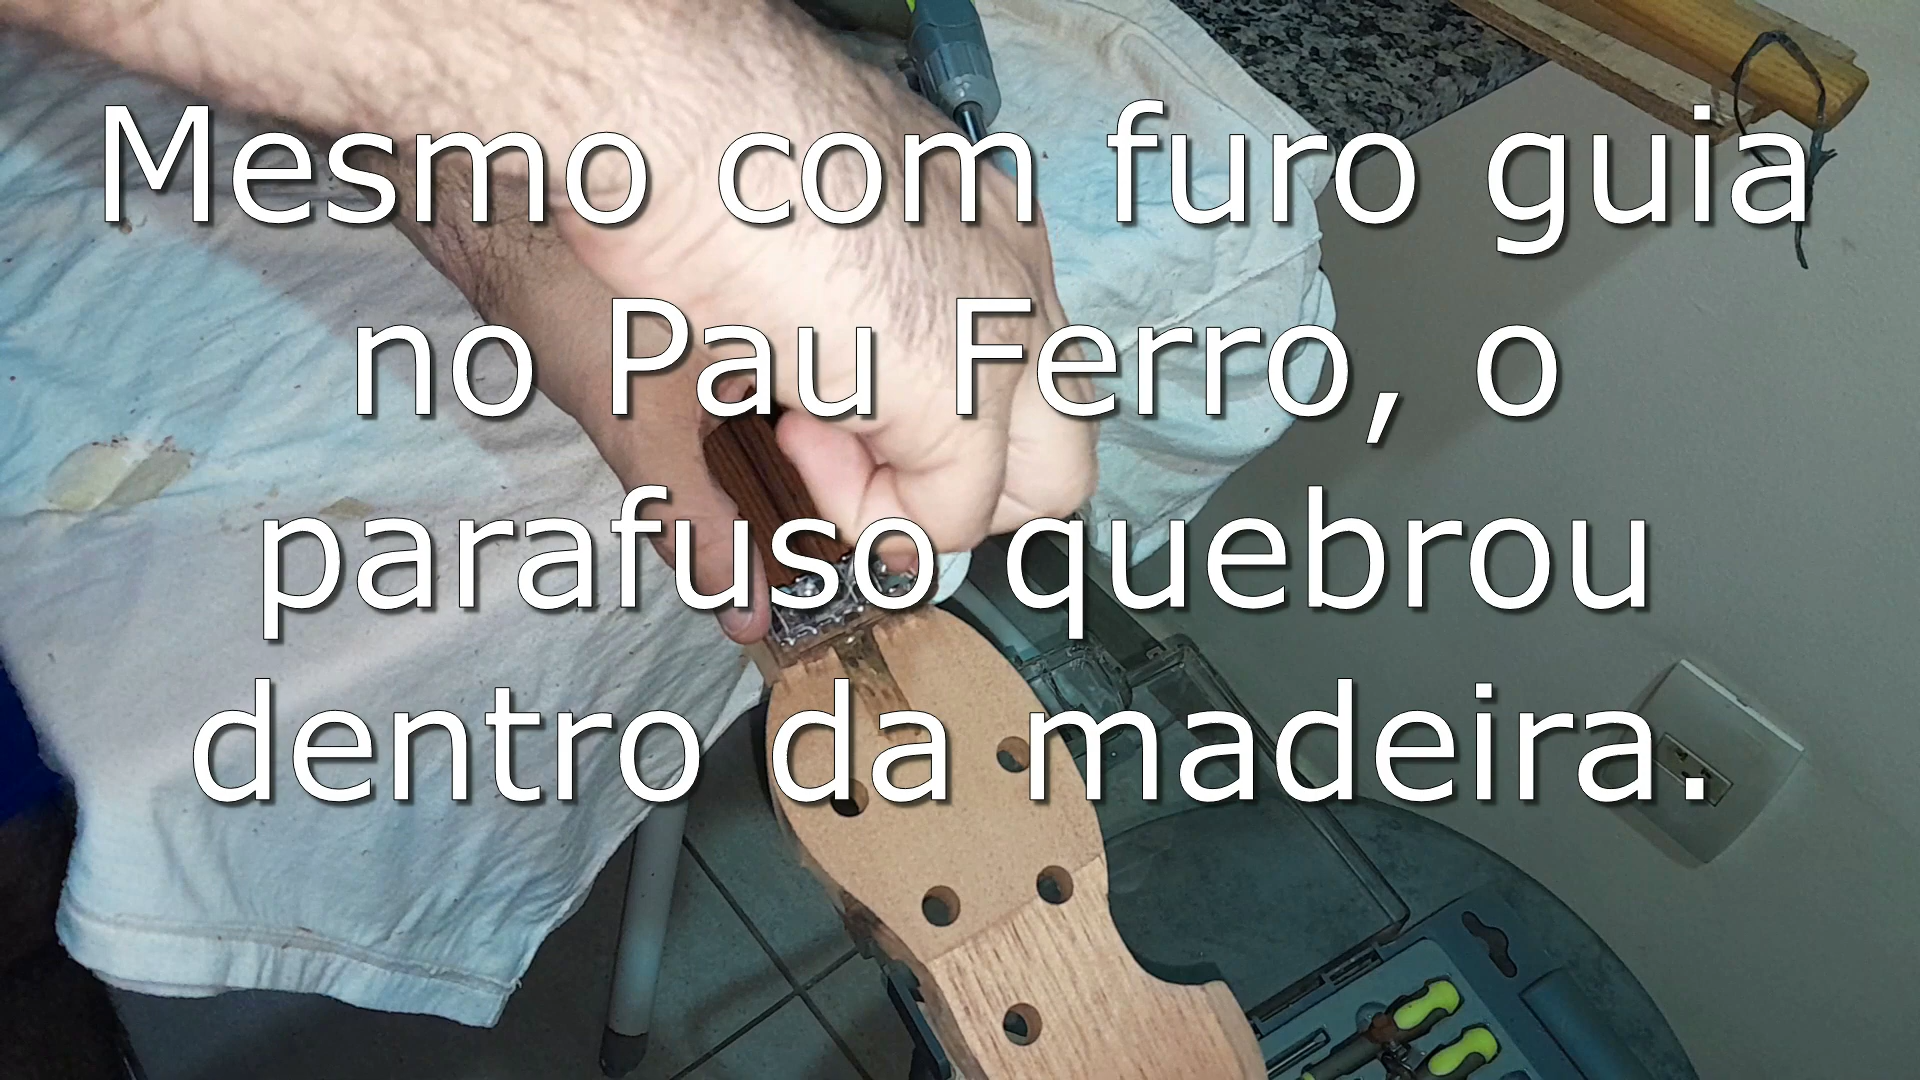 Mesmo com furo guia
no Pau Ferro, o
parafuso quebrou
dentro da madeira.